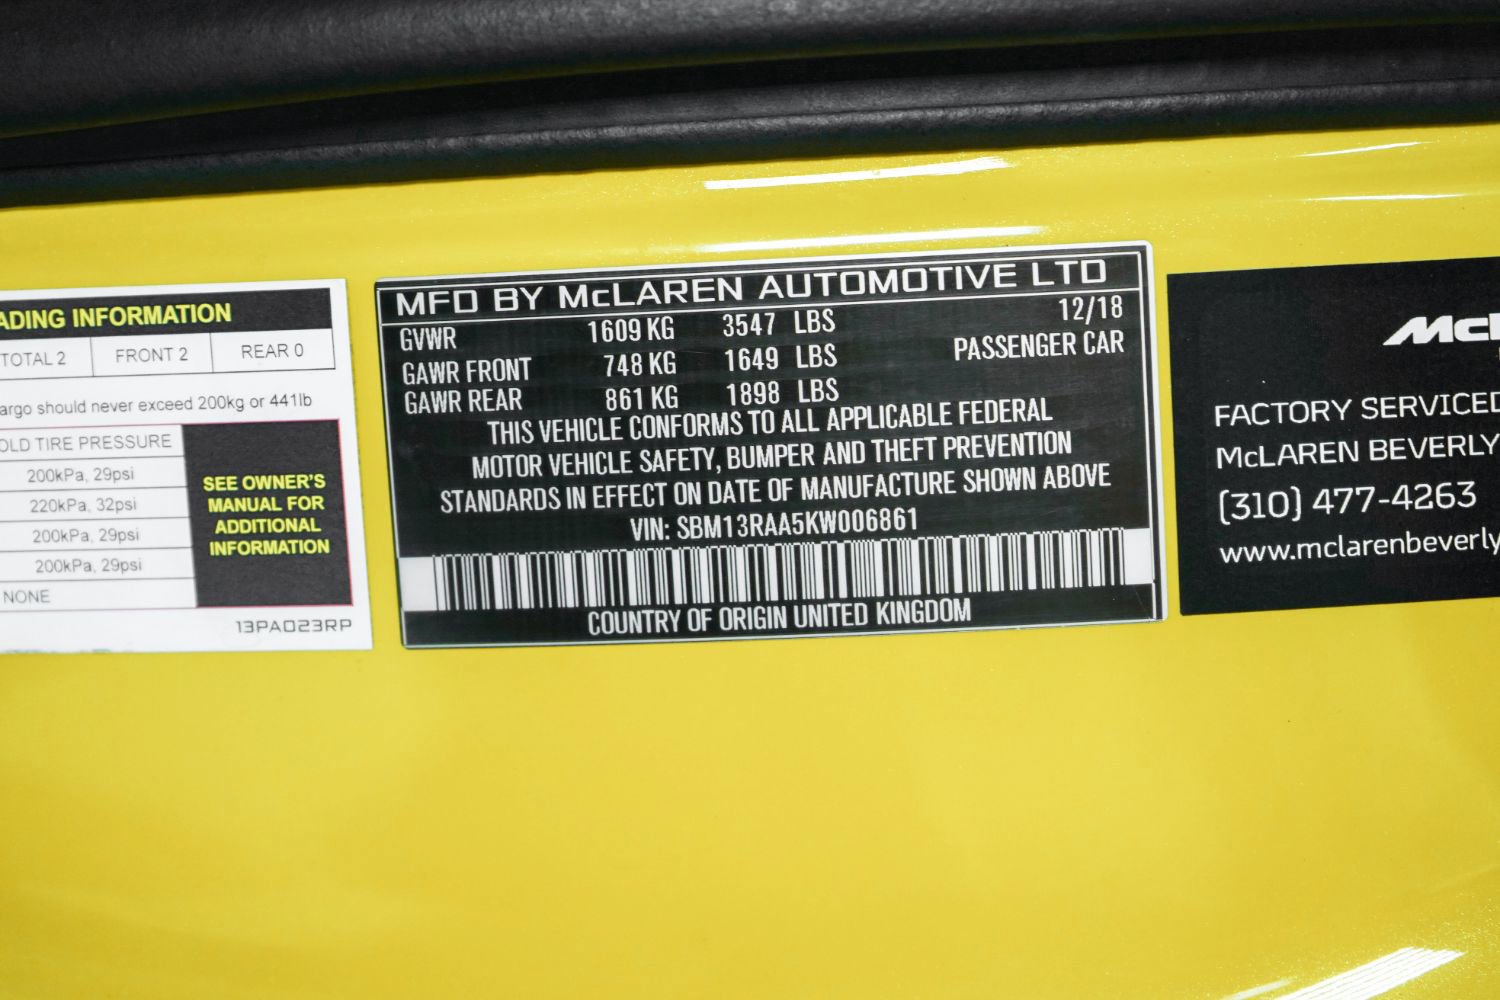 ADING INFORMATION
TOTAL 2 FRONT 2 REAR 0
argo should never exceed 200kg or 441lb
OLD TIRE PRESSURE
200kPa, 29psi
220kPa, 32psi
200kPa, 29psi
200kPa, 29psi
NONE
SEE OWNER'S
MANUAL FOR
ADDITIONAL
INFORMATION
13PA023RP
MFD BY McLAREN AUTOMOTIVE LTD
12/18
GVWR 1609 KG 3547 LBS
GAWR FRONT 748 KG 1649 LBS PASSENGER CAR
GAWR REAR 861 KG 1898 LBS
THIS VEHICLE CONFORMS TO ALL APPLICABLE FEDERAL
MOTOR VEHICLE SAFETY, BUMPER AND THEFT PREVENTION
STANDARDS IN EFFECT ON DATE OF MANUFACTURE SHOWN ABOVE
VIN: SBM13RAA5KW006861
COUNTRY OF ORIGIN UNITED KINGDOM
McL
FACTORY SERVICED
McLAREN BEVERLY
(310) 477-4263
www.mclarenbeverly